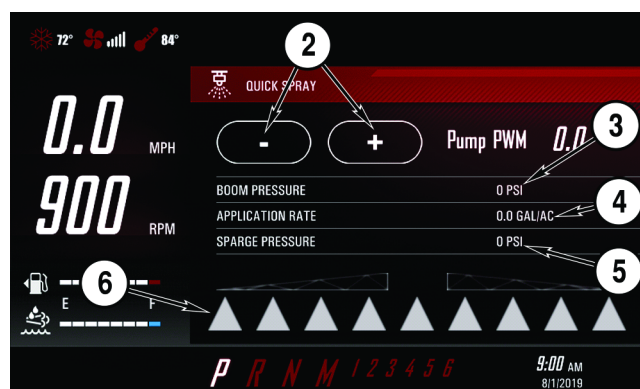 72° 84°
2
QUICK SPRAY
0.0 MPH
- + Pump PWM 0.0
3
900 RPM
BOOM PRESSURE 0 PSI
APPLICATION RATE 0.0 GAL/AC
4
SPARGE PRESSURE 0 PSI
5
6
E F
P R N M 1 2 3 4 5 6
9:00 AM
8/1/2019